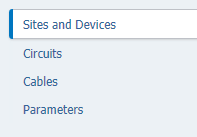 Sites and Devices
Circuits
Cables
Parameters